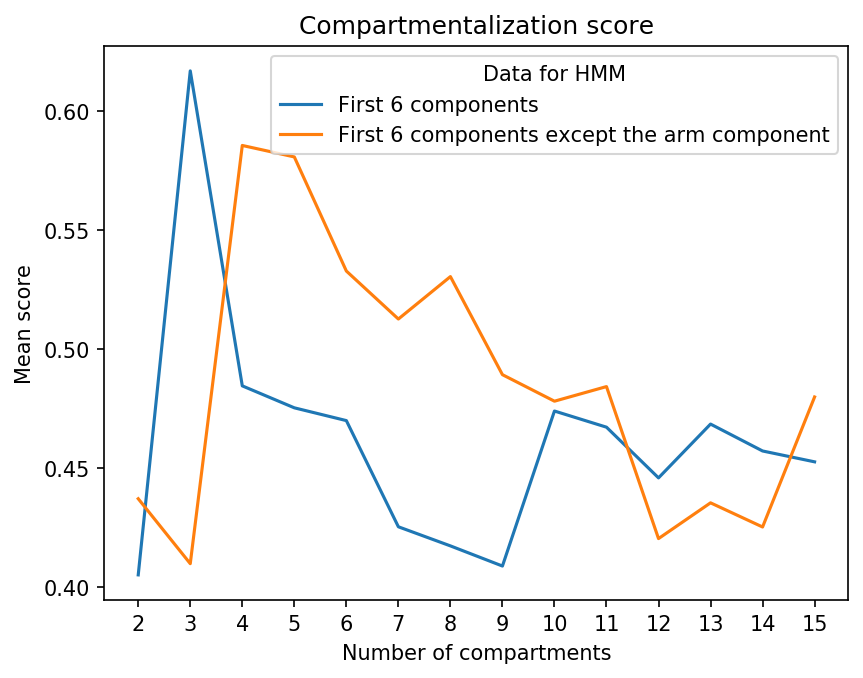 Compartmentalization score
Data for HMM
First 6 components
First 6 components except the arm component
Mean score
0.60
0.55
0.50
0.45
0.40
2 3 4 5 6 7 8 9 10 11 12 13 14 15
Number of compartments